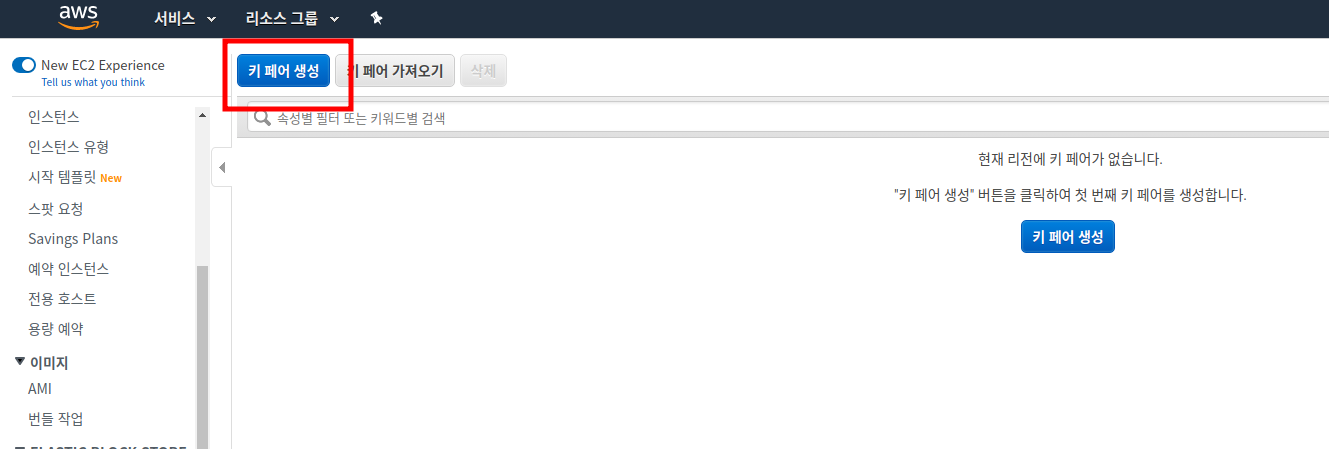 aws 서비스 리소스 그룹
New EC2 Experience
Tell us what you think
키 페어 생성 키 페어 가져오기 삭제
속성별 필터 또는 키워드별 검색
인스턴스
인스턴스 유형
시작 템플릿 New
스팟 요청
Savings Plans
예약 인스턴스
전용 호스트
용량 예약
이미지
AMI
번들 작업
ELASTIC BLOCK STORE
현재 리전에 키 페어가 없습니다.
"키 페어 생성" 버튼을 클릭하여 첫 번째 키 페어를 생성합니다.
키 페어 생성